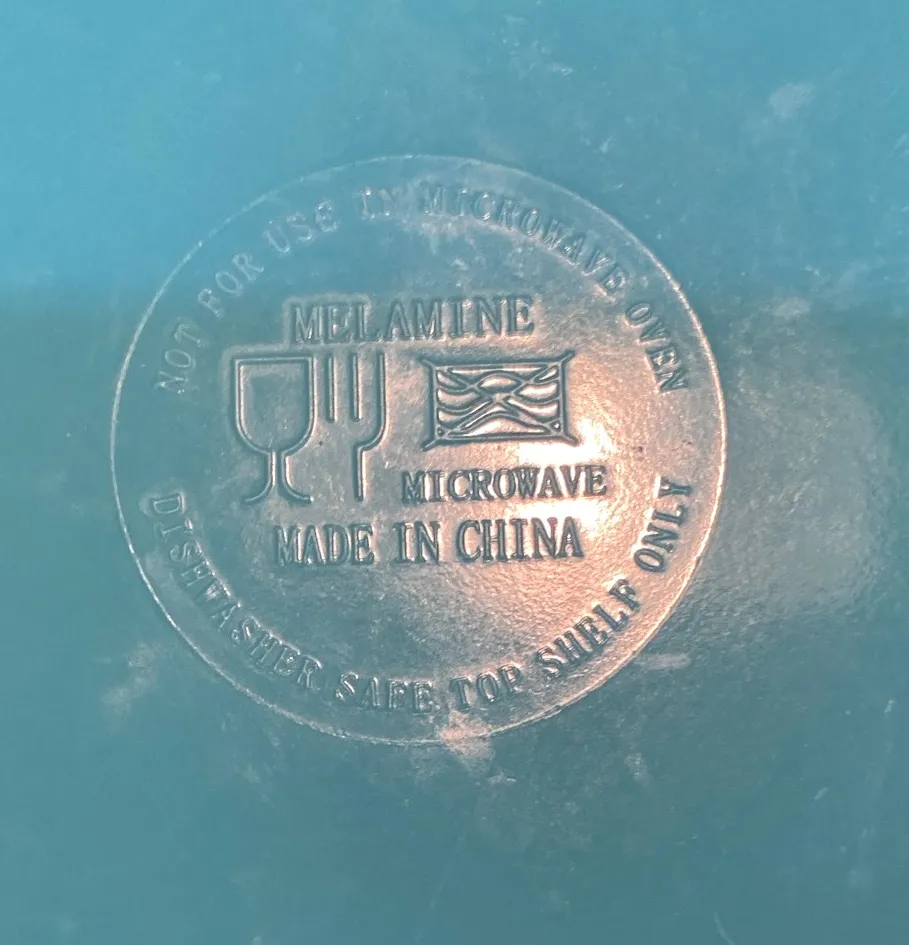 NOT FOR USE IN MICROWAVE OVEN
MELAMINE
MICROWAVE
MADE IN CHINA
DISHWASHER SAFE TOP SHELF ONLY